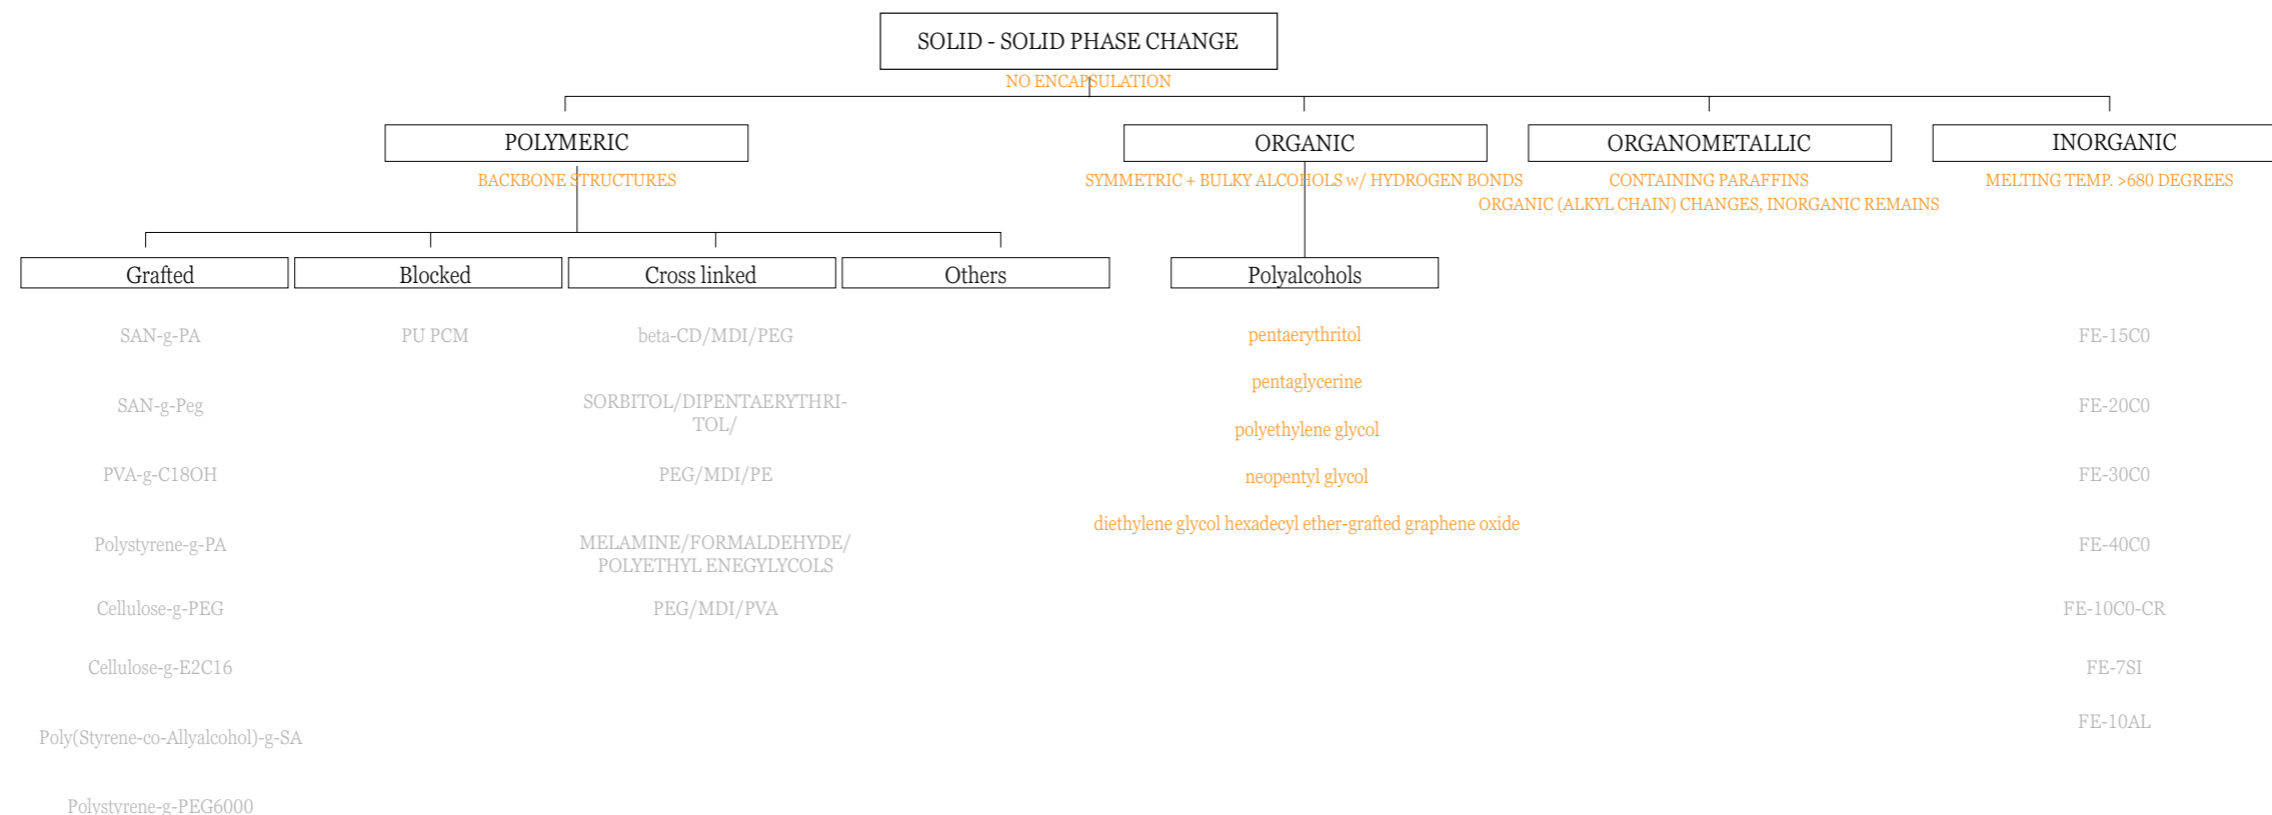 SOLID - SOLID PHASE CHANGE
NO ENCAPSULATION
POLYMERIC
ORGANIC
ORGANOMETALLIC
INORGANIC
BACKBONE STRUCTURES
SYMMETRIC + BULKY ALCOHOLS w/ HYDROGEN BONDS
CONTAINING PARAFFINS
MELTING TEMP. >680 DEGREES
ORGANIC (ALKYL CHAIN) CHANGES, INORGANIC REMAINS
Grafted
Blocked
Cross linked
Others
Polyalcohols
SAN-g-PA
SAN-g-Peg
PVA-g-C18OH
Polystyrene-g-PA
Cellulose-g-PEG
Cellulose-g-E2C16
Poly(Styrene-co-Allyalcohol)-g-SA
Polystyrene-g-PEG6000
PU PCM
beta-CD/MDI/PEG
SORBITOL/DIPENTAERYTHRI-
TOL/
PEG/MDI/PE
MELAMINE/FORMALDEHYDE/
POLYETHYL ENEGYLYCOLS
PEG/MDI/PVA
pentaerythritol
pentaglycerine
polyethylene glycol
neopentyl glycol
diethylene glycol hexadecyl ether-grafted graphene oxide
FE-15C0
FE-20C0
FE-30C0
FE-40C0
FE-10C0-CR
FE-7SI
FE-10AL